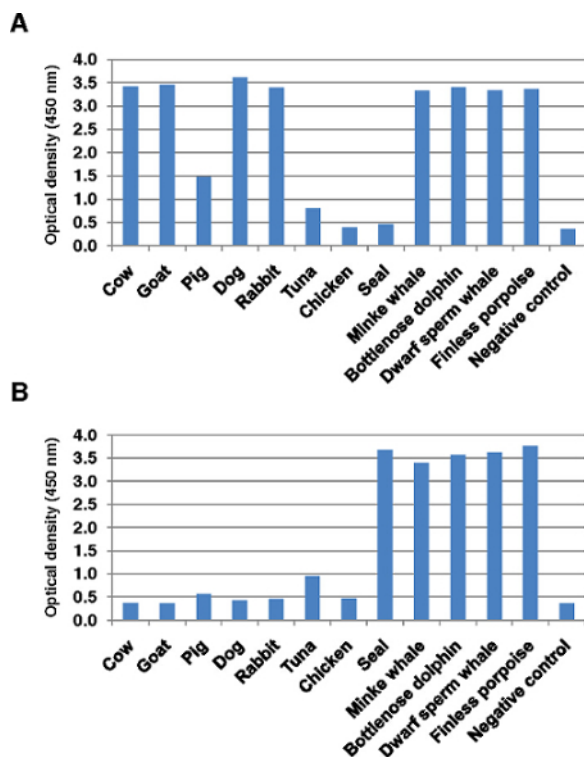 A
Optical density (450 nm)
4.0
3.5
3.0
2.5
2.0
1.5
1.0
0.5
0.0
Cow
Goat
Pig
Dog
Rabbit
Tuna
Chicken
Seal
Minke whale
Bottlenose dolphin
Dwarf sperm whale
Finless porpoise
Negative control
B
Optical density (450 nm)
4.0
3.5
3.0
2.5
2.0
1.5
1.0
0.5
0.0
Cow
Goat
Pig
Dog
Rabbit
Tuna
Chicken
Seal
Minke whale
Bottlenose dolphin
Dwarf sperm whale
Finless porpoise
Negative control